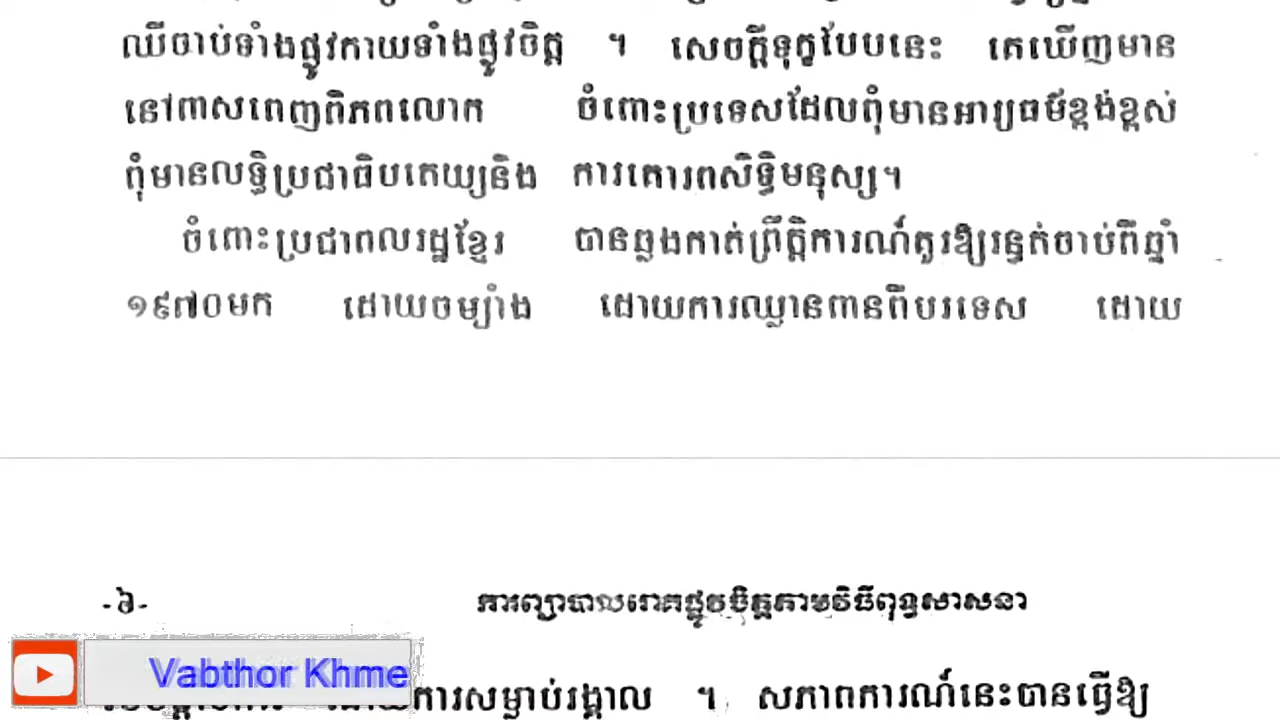 ឈឺចាប់ទាំងផ្លូវកាយទាំងផ្លូវចិត្ត ។ សេចក្តីទុក្ខបែបនេះ គេឃើញមាន
នៅពាសពេញពិភពលោក ចំពោះប្រទេសដែលពុំមានអារ្យធម៌ខ្ពង់ខ្ពស់
ពុំមានលទ្ធិប្រជាធិបតេយ្យនិង ការគោរពសិទ្ធិមនុស្ស។
ចំពោះប្រជាពលរដ្ឋខ្មែរ បានឆ្លងកាត់ព្រឹត្តិការណ៍គួរឱ្យរន្ធត់ចាប់ពីឆ្នាំ
១៩៧០មក ដោយចម្បាំង ដោយការឈ្លានពានពីបរទេស ដោយ
-៦- ការព្យាបាលរោគផ្លូវចិត្តតាមវិធីពុទ្ធសាសនា
ដោយការសម្លាប់រង្គាល ។ សភាពការណ៍នេះបានធ្វើឱ្យ
Vabthor Khme